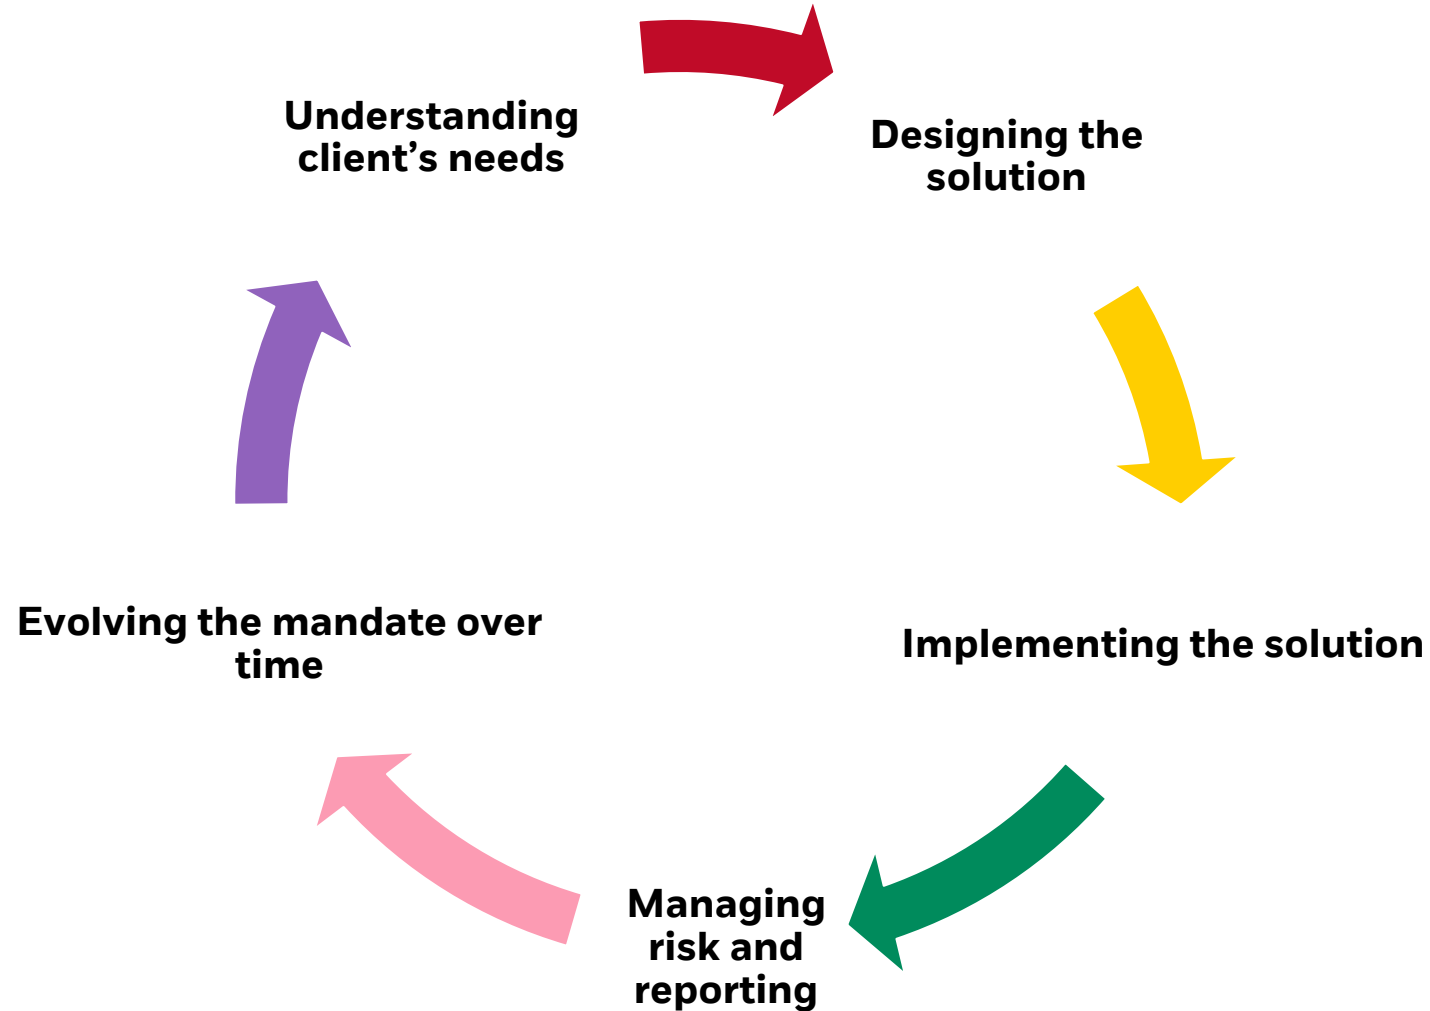 Understanding
client’s needs
Designing the
solution
Implementing the solution
Managing
risk and
reporting
Evolving the mandate over
time